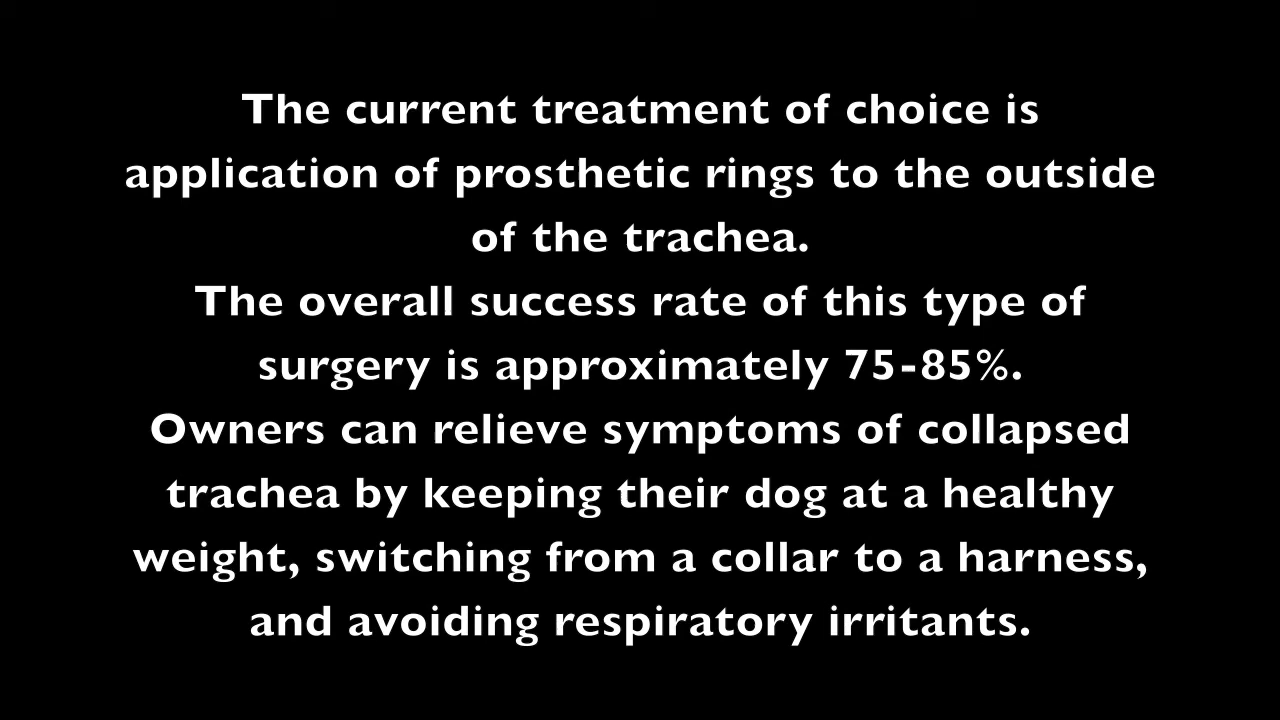 The current treatment of choice is
application of prosthetic rings to the outside
of the trachea.
The overall success rate of this type of
surgery is approximately 75-85%.
Owners can relieve symptoms of collapsed
trachea by keeping their dog at a healthy
weight, switching from a collar to a harness,
and avoiding respiratory irritants.